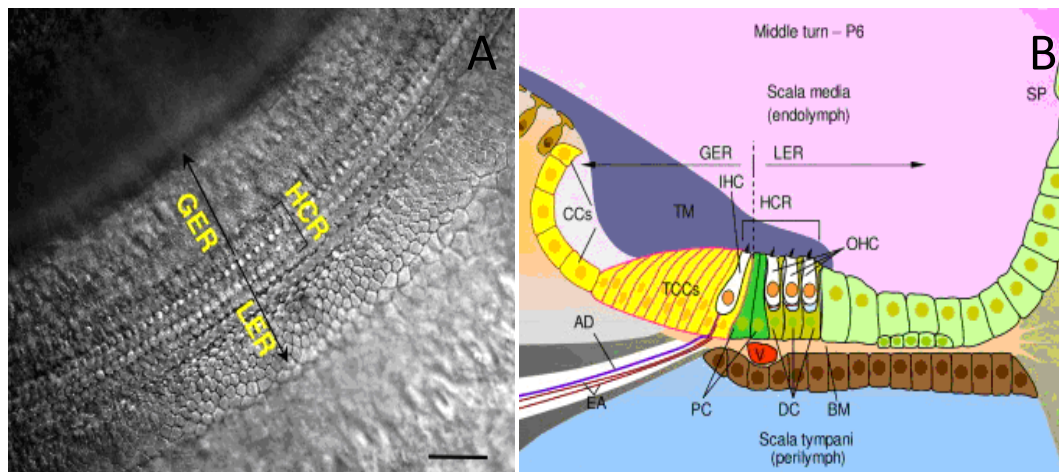 A
GER
HCR
LER
B
Middle turn – P6
Scala media
(endolymph)
SP
GER
LER
IHC
HCR
CCs
TM
OHC
TCCs
AD
V
EA
PC
DC
BM
Scala tympani
(perilymph)